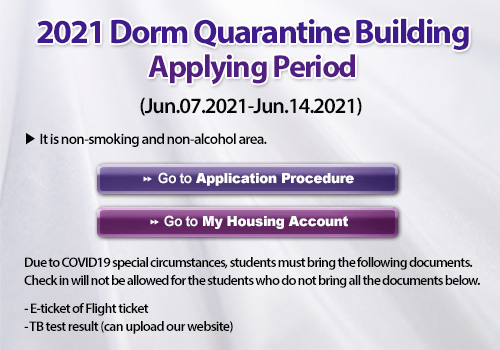 2021 Dorm Quarantine Building
Applying Period
(Jun.07.2021-Jun.14.2021)
▶ It is non-smoking and non-alcohol area.
Go to Application Procedure
Go to My Housing Account
Due to COVID19 special circumstances, students must bring the following documents.
Check in will not be allowed for the students who do not bring all the documents below.
- E-ticket of Flight ticket
- TB test result (can upload our website)